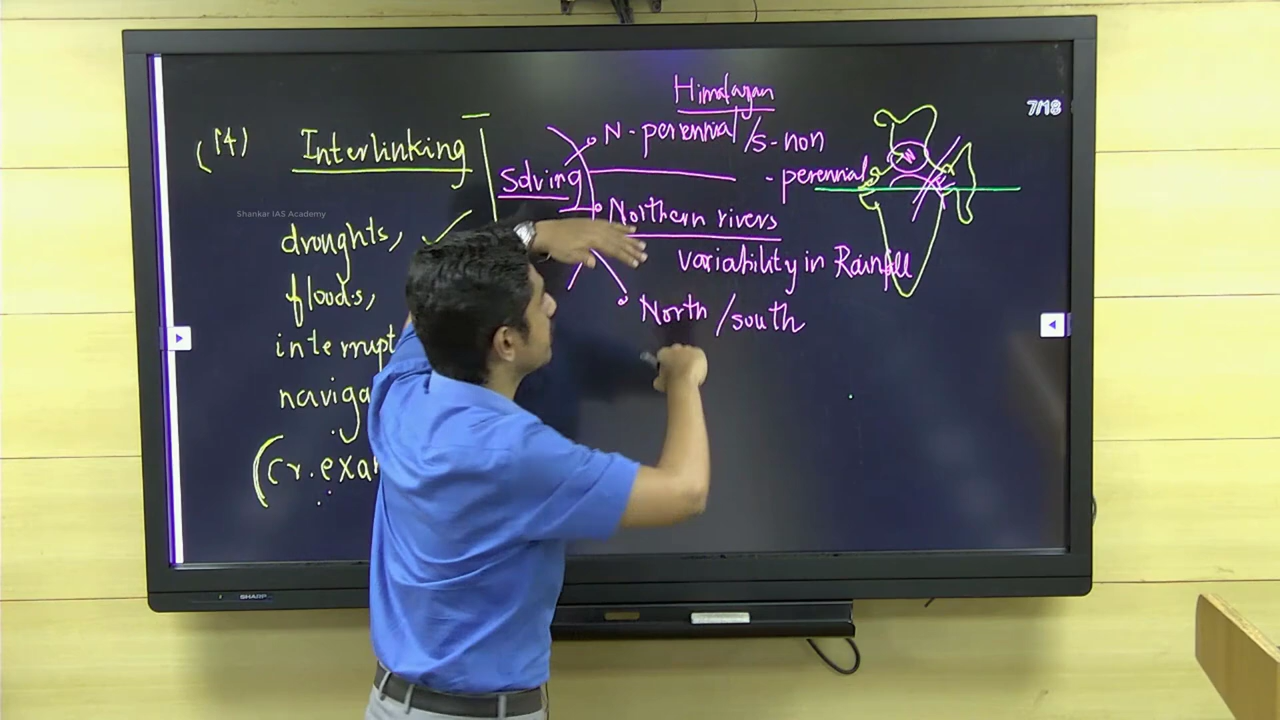 (14) Interlinking
droughts,
floods,
interrupt
naviga
(cr. exa
Himalayan
Solving
N - perennial / s - non
- perennial
Northern rivers
variability in Rainfall
North / south
7/18
Shankar IAS Academy
SHARP